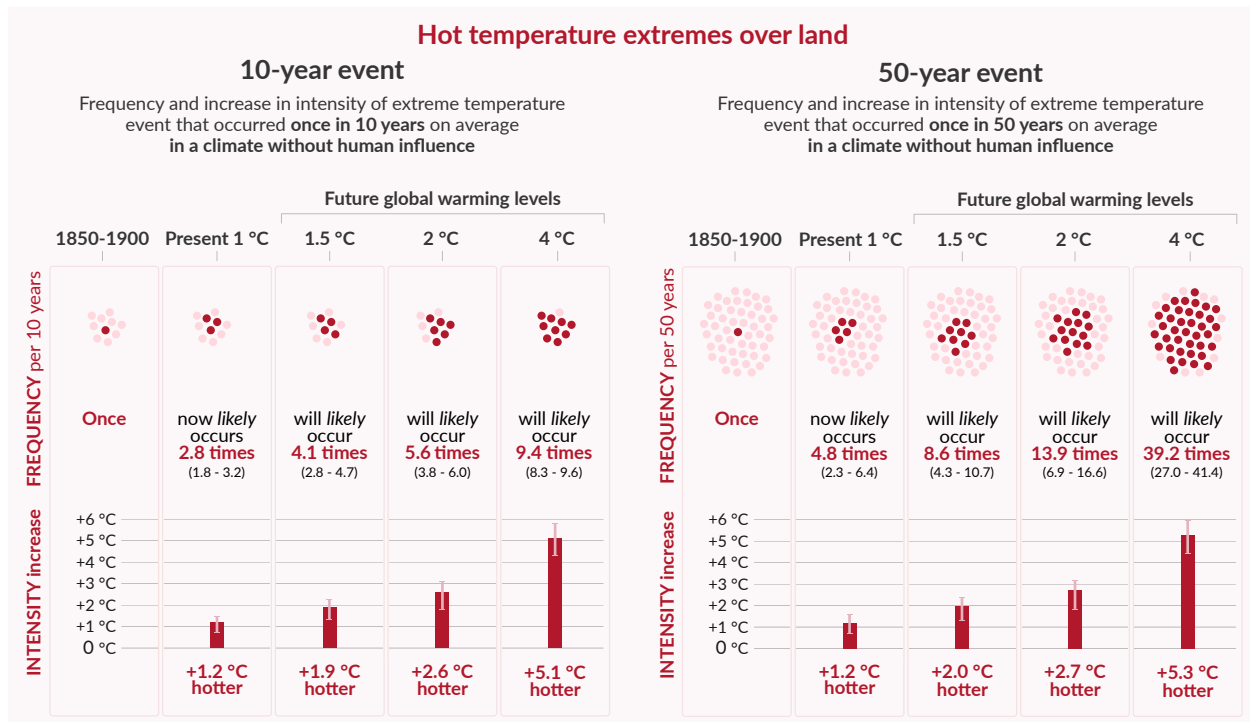 Hot temperature extremes over land
10-year event
Frequency and increase in intensity of extreme temperature
event that occurred once in 10 years on average
in a climate without human influence
Future global warming levels
1850-1900 Present 1 °C 1.5 °C 2 °C 4 °C
FREQUENCY per 10 years
Once
now likely
occurs
2.8 times
(1.8 - 3.2)
will likely
occur
4.1 times
(2.8 - 4.7)
will likely
occur
5.6 times
(3.8 - 6.0)
will likely
occur
9.4 times
(8.3 - 9.6)
INTENSITY increase
+6 °C
+5 °C
+4 °C
+3 °C
+2 °C
+1 °C
0 °C
+1.2 °C
hotter
+1.9 °C
hotter
+2.6 °C
hotter
+5.1 °C
hotter
50-year event
Frequency and increase in intensity of extreme temperature
event that occurred once in 50 years on average
in a climate without human influence
Future global warming levels
1850-1900 Present 1 °C 1.5 °C 2 °C 4 °C
FREQUENCY per 50 years
Once
now likely
occurs
4.8 times
(2.3 - 6.4)
will likely
occur
8.6 times
(4.3 - 10.7)
will likely
occur
13.9 times
(6.9 - 16.6)
will likely
occur
39.2 times
(27.0 - 41.4)
INTENSITY increase
+6 °C
+5 °C
+4 °C
+3 °C
+2 °C
+1 °C
0 °C
+1.2 °C
hotter
+2.0 °C
hotter
+2.7 °C
hotter
+5.3 °C
hotter